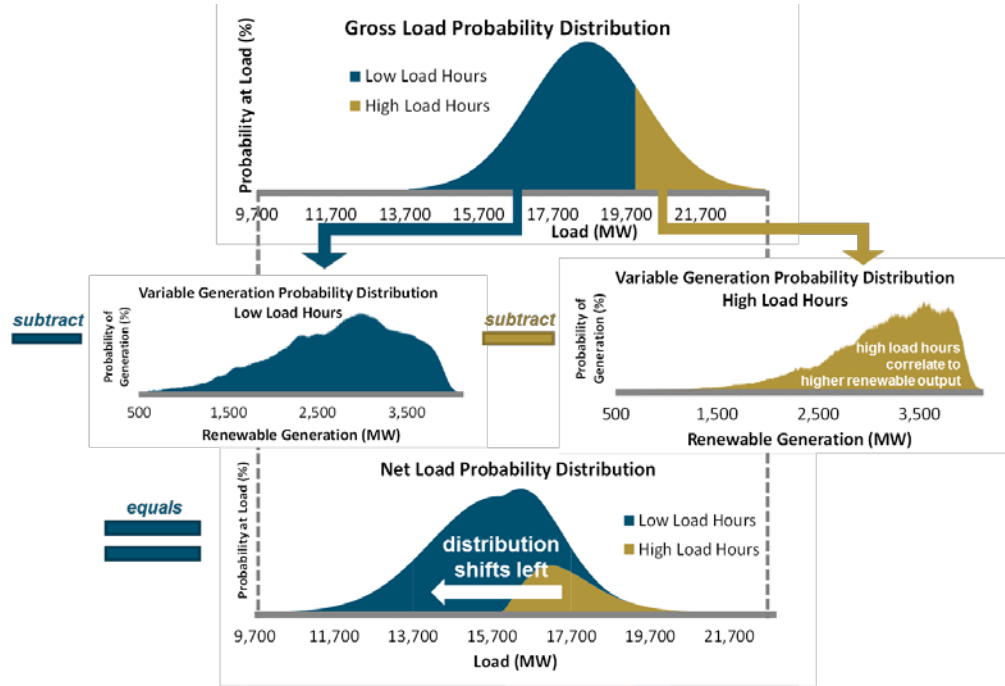 Gross Load Probability Distribution
Probability at Load (%)
Low Load Hours
High Load Hours
9,700 11,700 13,700 15,700 17,700 19,700 21,700
Load (MW)
subtract
Variable Generation Probability Distribution
Low Load Hours
Probability of
Generation (%)
500 1,500 2,500 3,500
Renewable Generation (MW)
subtract
Variable Generation Probability Distribution
High Load Hours
Probability of
Generation (%)
high load hours
correlate to
higher renewable output
500 1,500 2,500 3,500
Renewable Generation (MW)
equals
Net Load Probability Distribution
Probability at Load (%)
Low Load Hours
High Load Hours
distribution
shifts left
9,700 11,700 13,700 15,700 17,700 19,700 21,700
Load (MW)